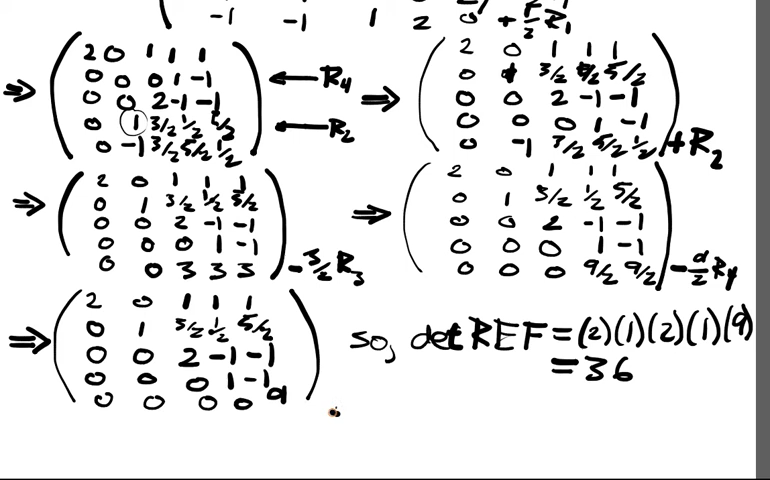 -1 -1 1 2 0 + R₁
⇒ ( 2 0 1 1 1 ) ( 2 0 1 1 1 )
0 0 0 1 -1 ← R4 0 1 3/2 1/2 5/2
0 0 2 -1 -1 ⇒ 0 0 2 -1 -1
0 1 3/2 1/2 5/2 ← R2 0 0 0 1 -1
0 -1 3/2 5/2 1/2 0 -1 3/2 5/2 1/2 + R2
⇒ ( 2 0 1 1 1 ) ⇒ ( 2 0 1 1 1 )
0 1 3/2 1/2 5/2 0 1 3/2 1/2 5/2
0 0 2 -1 -1 0 0 2 -1 -1
0 0 0 1 -1 0 0 0 1 -1
0 0 3 3 3 - 3/2 R3 0 0 0 9/2 9/2 - 9/2 R4
⇒ ( 2 0 1 1 1 )
0 1 3/2 1/2 5/2 so, det REF = (2)(1)(2)(1)(9)
0 0 2 -1 -1 = 36
0 0 0 1 -1
0 0 0 0 9